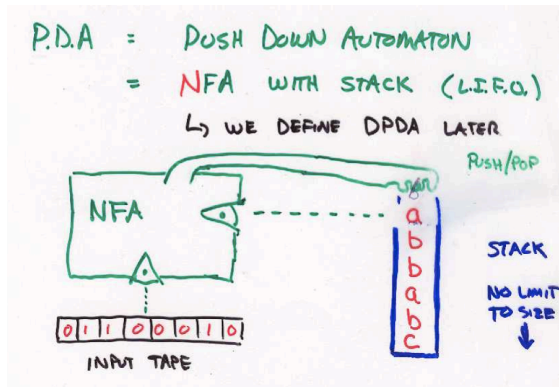 P.D.A = PUSH DOWN AUTOMATON
= NFA WITH STACK (L.I.F.O.)
↳ WE DEFINE DPDA LATER
PUSH/POP
NFA
a
b
b
a
b
c
STACK
NO LIMIT
TO SIZE
0 1 1 0 0 0 1 0
INPUT TAPE